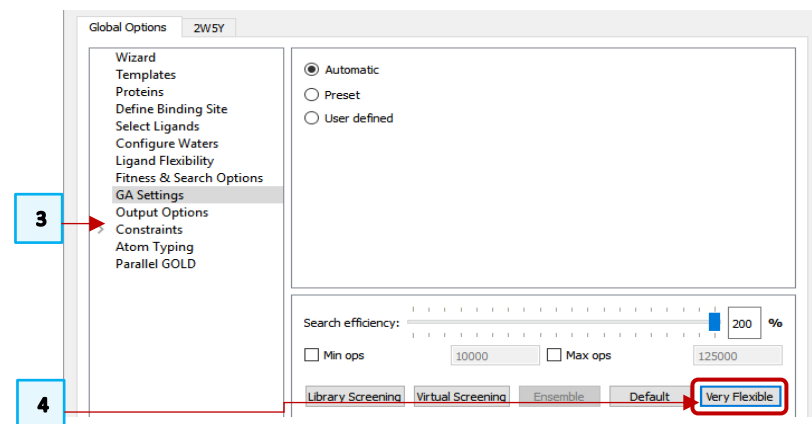 Global Options 2W5Y
Wizard
Templates
Proteins
Define Binding Site
Select Ligands
Configure Waters
Ligand Flexibility
Fitness & Search Options
GA Settings
Output Options
Constraints
Atom Typing
Parallel GOLD
Automatic
Preset
User defined
3
Search efficiency: 200 %
Min ops 10000 Max ops 125000
Library Screening Virtual Screening Ensemble Default Very Flexible
4